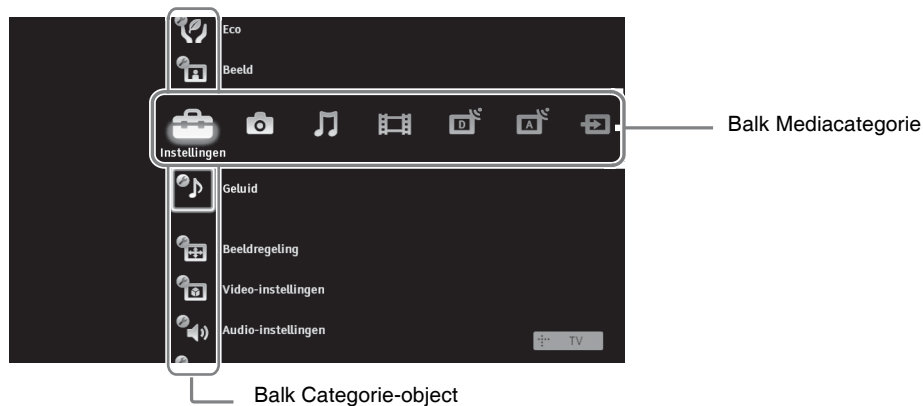 Eco
Beeld
D
A
Balk Mediacategorie
Instellingen
Geluid
Beeldregeling
Video-instellingen
Audio-instellingen
TV
Balk Categorie-object